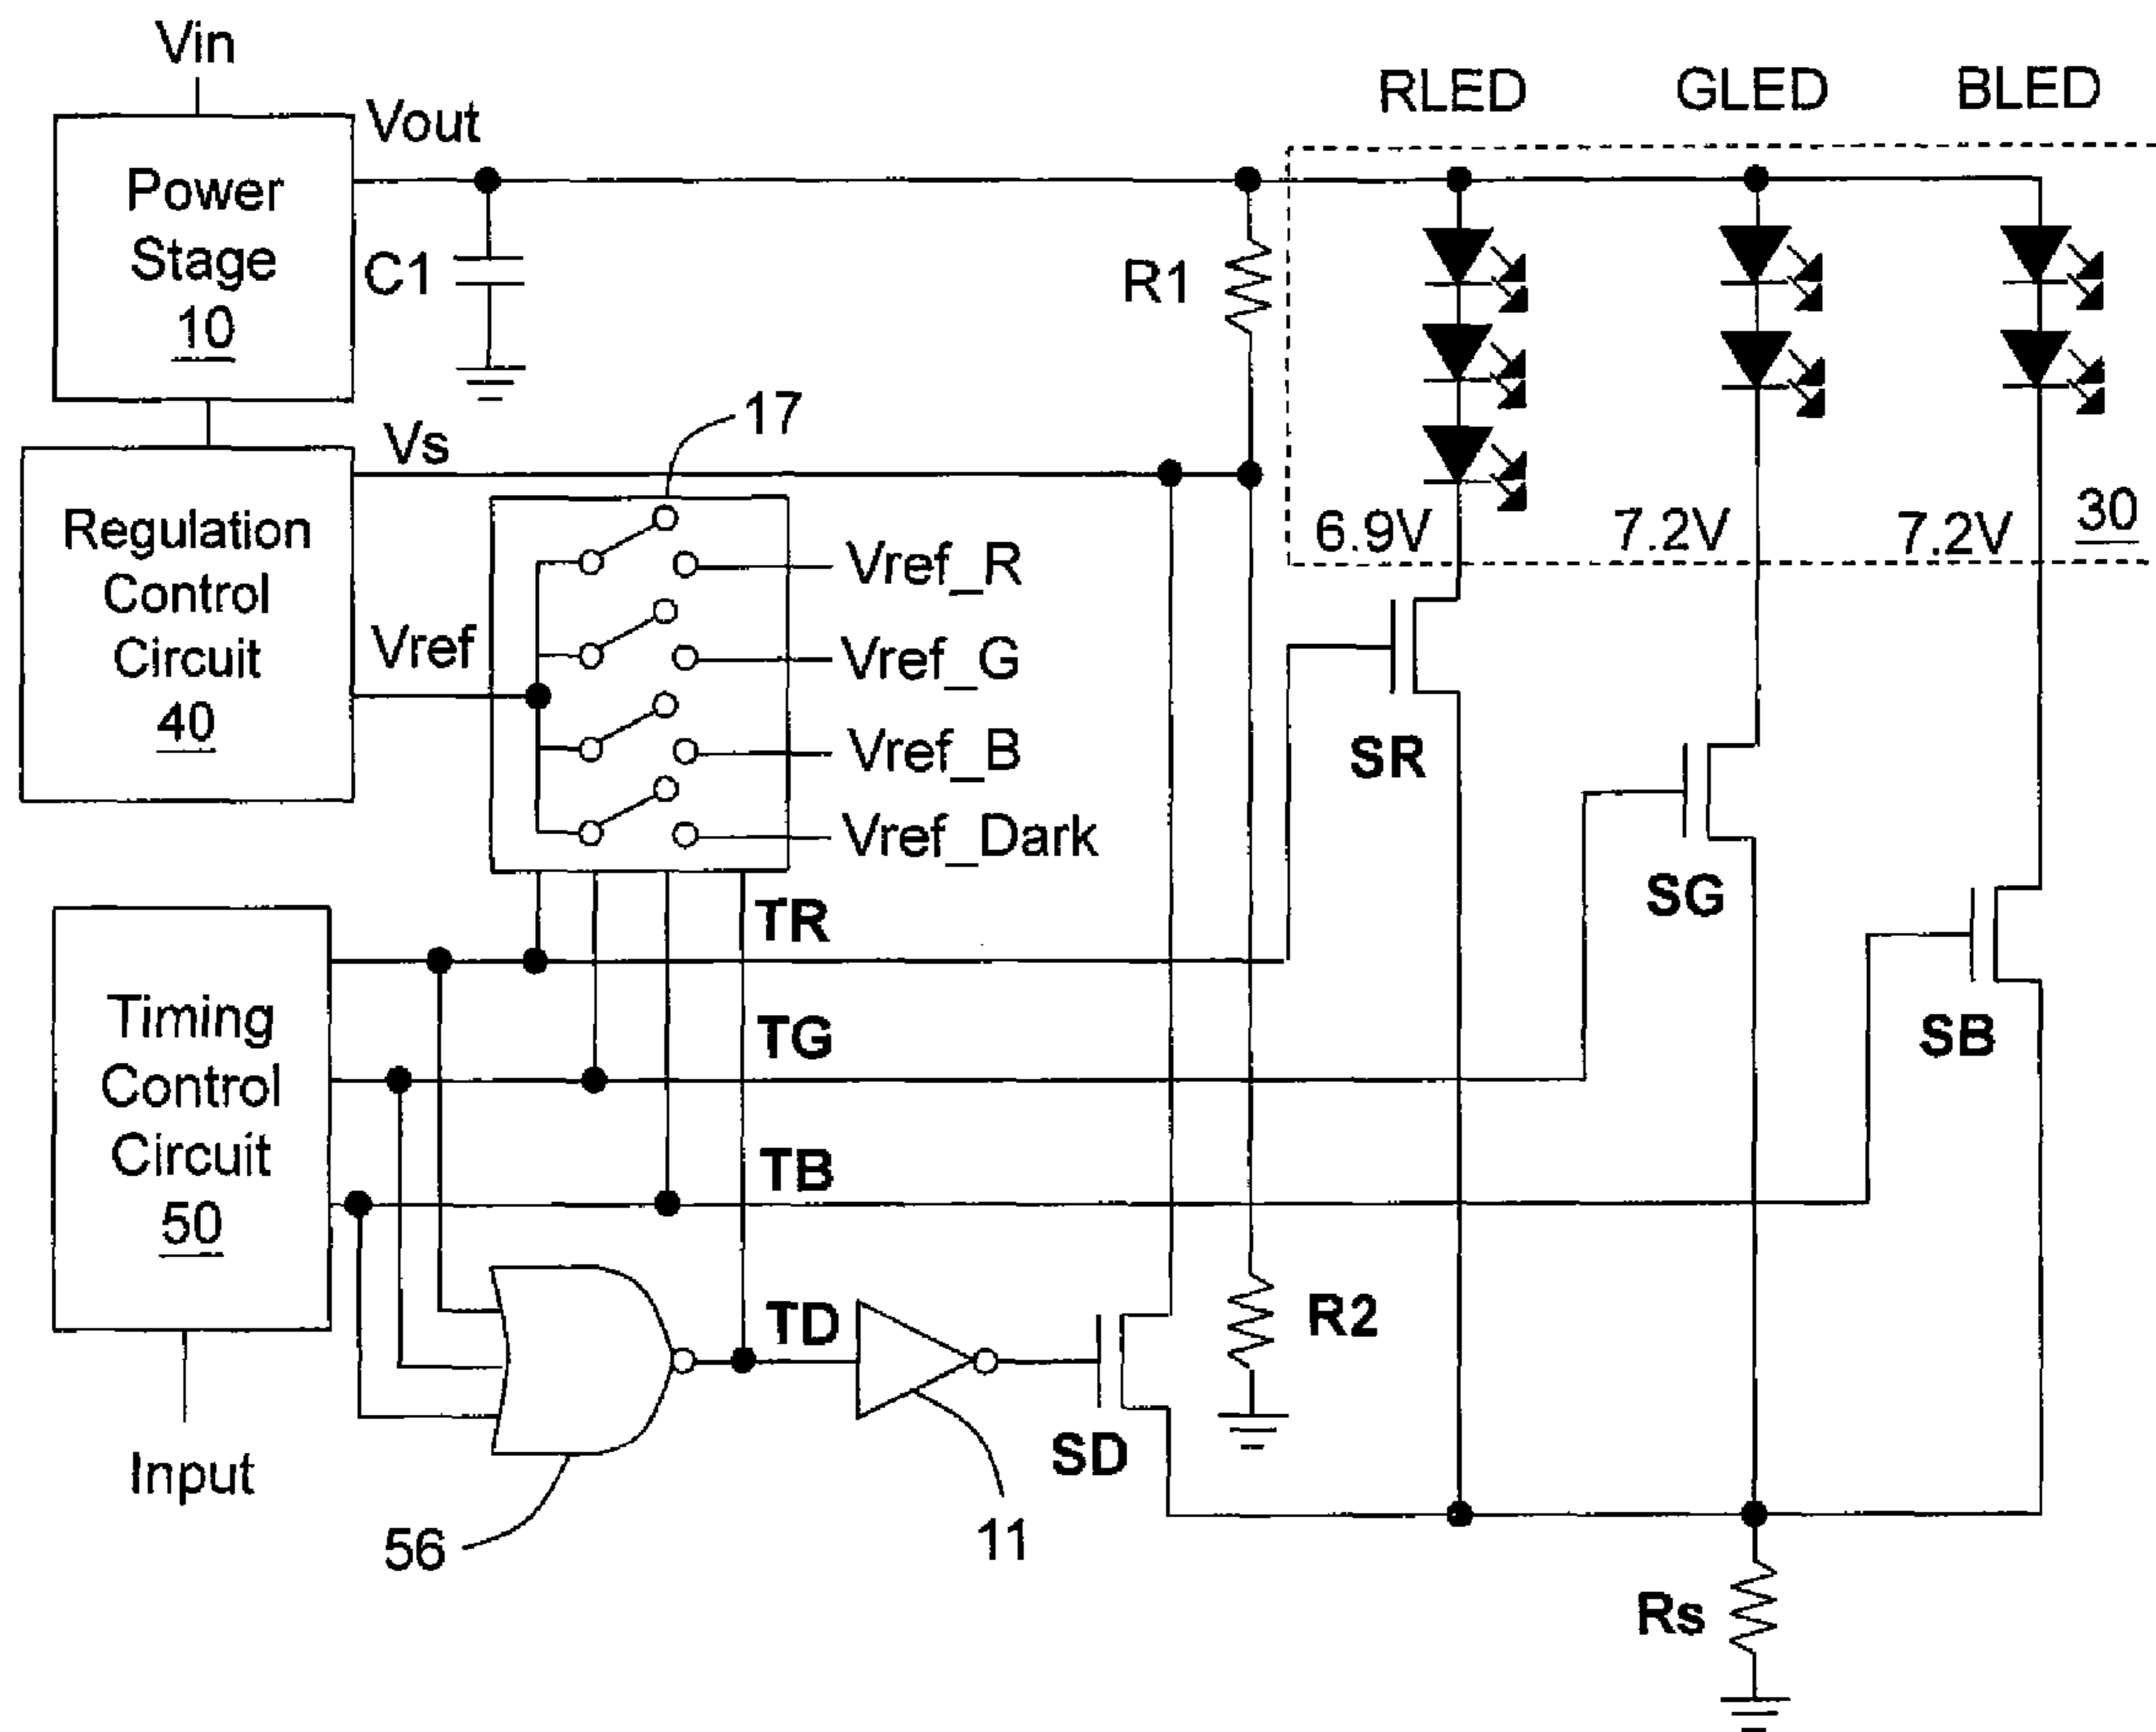 Vin
Vout
Power
Stage
10
C1
R1
RLED
GLED
BLED
6.9V
7.2V
7.2V
30
Vs
17
Regulation
Control
Circuit
40
Vref
Vref_R
Vref_G
Vref_B
Vref_Dark
SR
SG
SB
Timing
Control
Circuit
50
TR
TG
TB
TD
Input
56
11
SD
R2
Rs